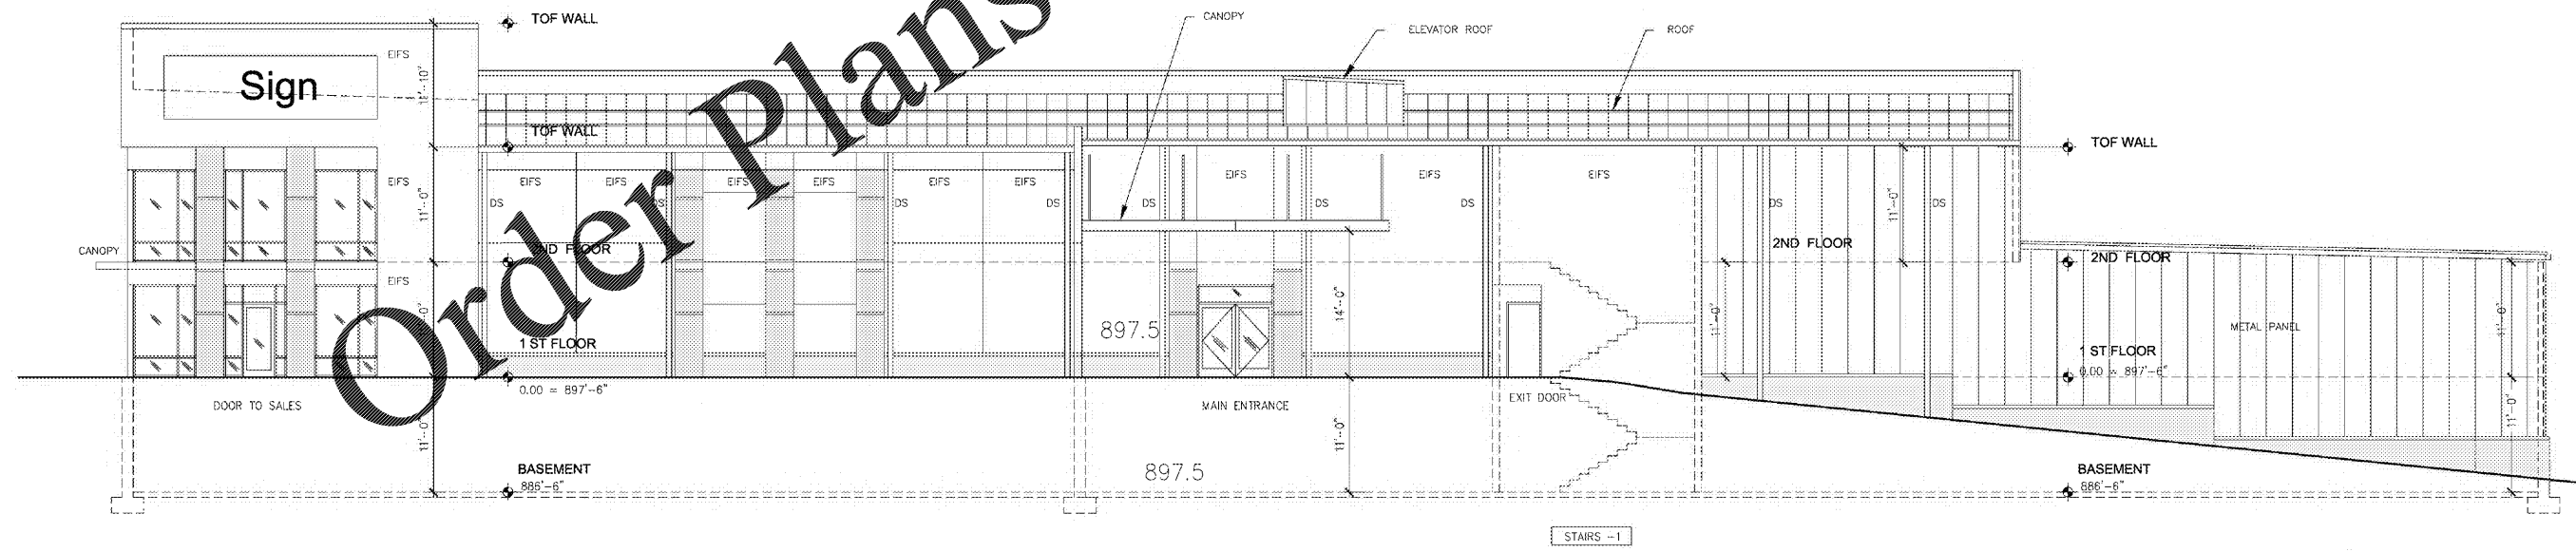 TOF WALL
CANOPY
ELEVATOR ROOF
ROOF
EIFS
Sign
11'-10"
Order Plans
TOF WALL
TOF WALL
EIFS
EIFS
EIFS
EIFS
EIFS
EIFS
EIFS
EIFS
EIFS
EIFS
DS
DS
DS
DS
DS
DS
DS
DS
11'-0"
11'-0"
CANOPY
2ND FLOOR
2ND FLOOR
2ND FLOOR
EIFS
14'-0"
11'-0"
11'-0"
897.5
METAL PANEL
1 ST FLOOR
1 ST FLOOR
0.00 = 897'-6"
0.00 = 897'-6"
DOOR TO SALES
MAIN ENTRANCE
EXIT DOOR
11'-0"
11'-0"
11'-0"
BASEMENT
886'-6"
897.5
BASEMENT
886'-6"
STAIRS -1